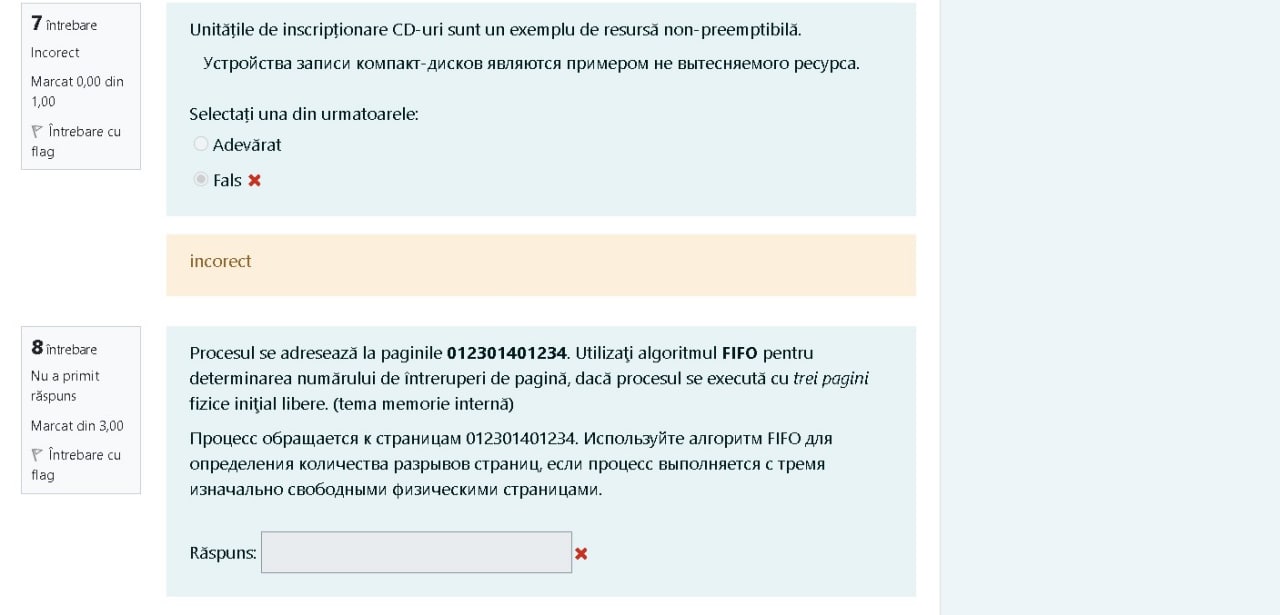 7 întrebare
Incorect
Marcat 0,00 din
1,00
Întrebare cu
flag
Unitățile de inscripționare CD-uri sunt un exemplu de resursă non-preemptibilă.
Устройства записи компакт-дисков являются примером не вытесняемого ресурса.
Selectați una din urmatoarele:
Adevărat
Fals
incorect
8 întrebare
Nu a primit
răspuns
Marcat din 3,00
Întrebare cu
flag
Procesul se adresează la paginile 012301401234. Utilizaţi algoritmul FIFO pentru
determinarea numărului de întreruperi de pagină, dacă procesul se execută cu trei pagini
fizice iniţial libere. (tema memorie internă)
Процесс обращается к страницам 012301401234. Используйте алгоритм FIFO для
определения количества разрывов страниц, если процесс выполняется с тремя
изначально свободными физическими страницами.
Răspuns: